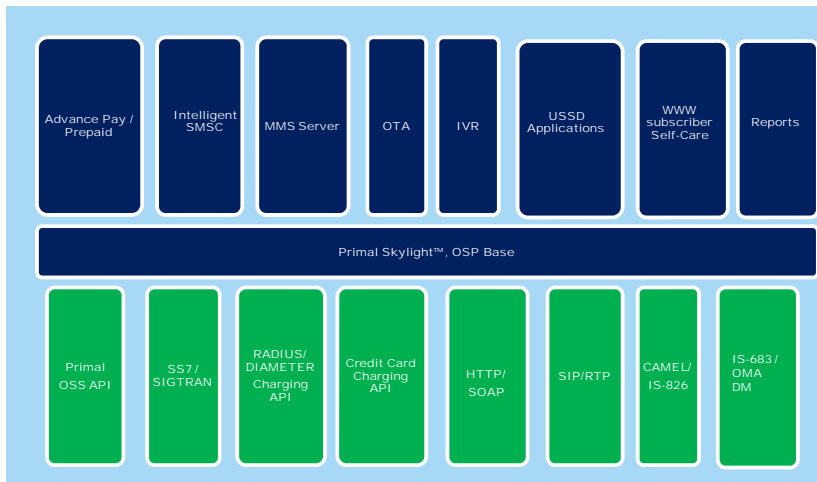 Advance Pay /
Prepaid
Intelligent
SMSC
MMS Server
OTA
IVR
USSD
Applications
WWW
subscriber
Self-Care
Reports
Primal Skylight™, OSP Base
Primal
OSS API
SS7 /
SIGTRAN
RADIUS/
DIAMETER
Charging
API
Credit Card
Charging
API
HTTP/
SOAP
SIP/RTP
CAMEL/
IS-826
IS-683 /
OMA
DM